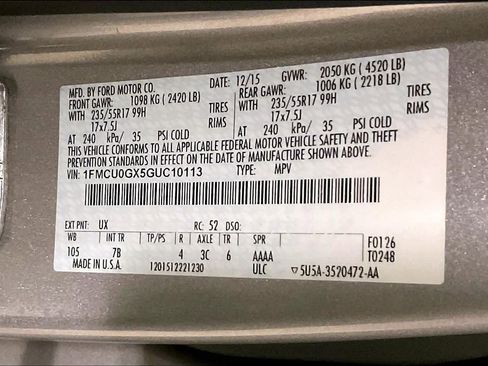 MFD. BY FORD MOTOR CO. DATE: 12/15 GVWR: 2050 KG ( 4520 LB)
FRONT GAWR: 1098 KG ( 2420 LB) REAR GAWR: 1006 KG ( 2218 LB)
WITH 235/55R17 99H TIRES WITH 235/55R17 99H TIRES
17x7.5J RIMS 17x7.5J RIMS
AT 240 kPa/ 35 PSI COLD AT 240 kPa/ 35 PSI COLD
THIS VEHICLE CONFORMS TO ALL APPLICABLE FEDERAL MOTOR VEHICLE SAFETY AND THEFT
PREVENTION STANDARDS IN EFFECT ON THE DATE OF MANUFACTURE SHOWN ABOVE.
VIN: 1FMCU0GX5GUC10113 TYPE: MPV
EXT PNT: UX RC: 52 DSO:
WB INT TR TP/PS R AXLE TR SPR F0126
105 7B 4 3C 6 AAAA T0248
MADE IN U.S.A. 1201512221230 ULC ▽5U5A-3520472-AA